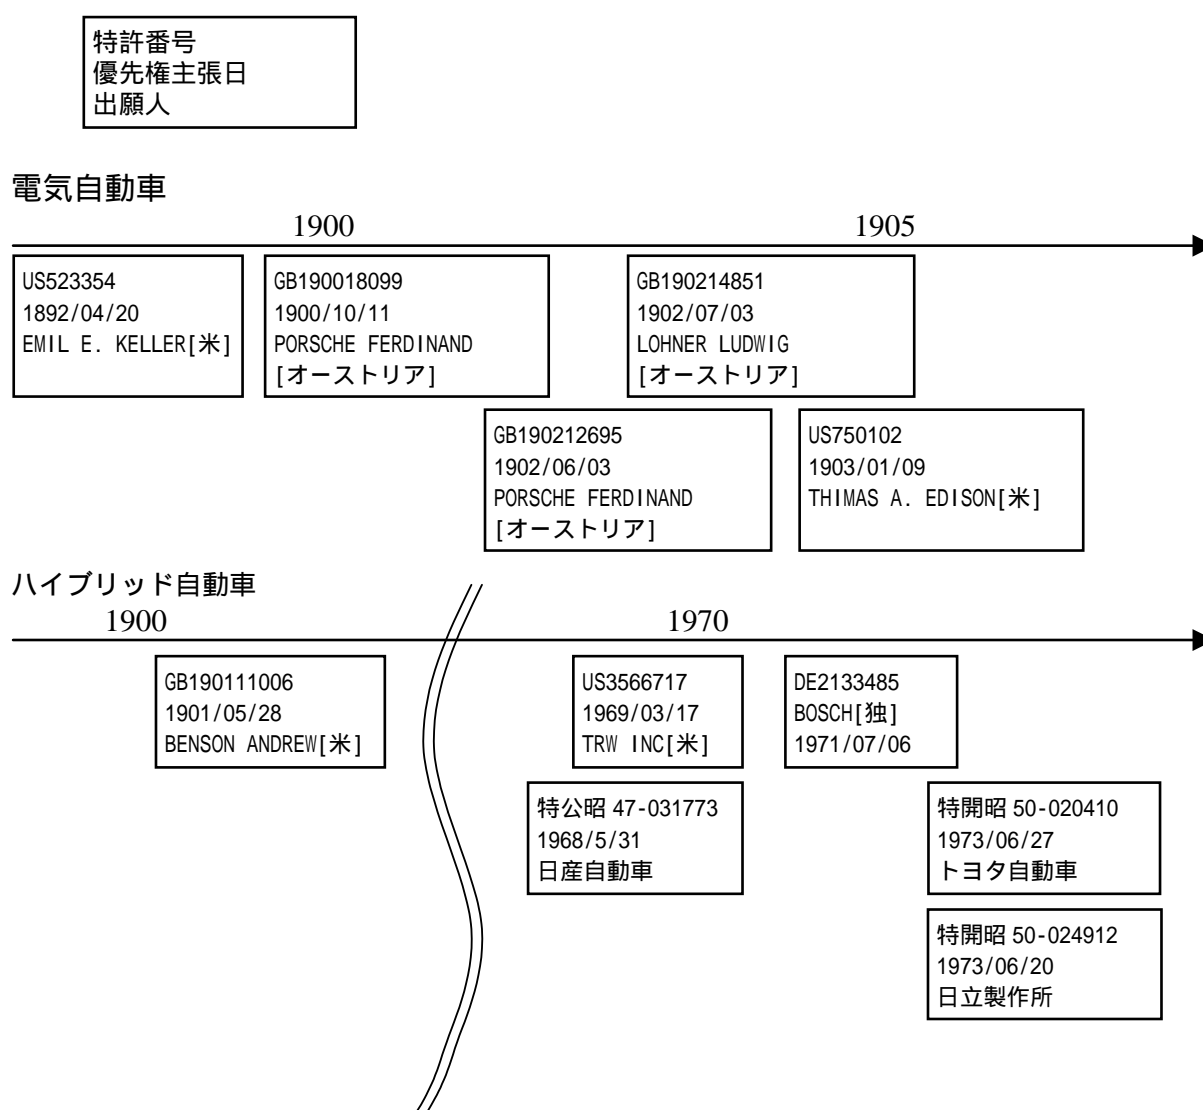 特許番号
優先権主張日
出願人
電気自動車
1900
1905
US523354
1892/04/20
EMIL E. KELLER[米]
GB190018099
1900/10/11
PORSCHE FERDINAND
[オーストリア]
GB190214851
1902/07/03
LOHNER LUDWIG
[オーストリア]
GB190212695
1902/06/03
PORSCHE FERDINAND
[オーストリア]
US750102
1903/01/09
THIMAS A. EDISON[米]
ハイブリッド自動車
1900
1970
GB190111006
1901/05/28
BENSON ANDREW[米]
US3566717
1969/03/17
TRW INC[米]
DE2133485
BOSCH[独]
1971/07/06
特公昭 47-031773
1968/5/31
日産自動車
特開昭 50-020410
1973/06/27
トヨタ自動車
特開昭 50-024912
1973/06/20
日立製作所